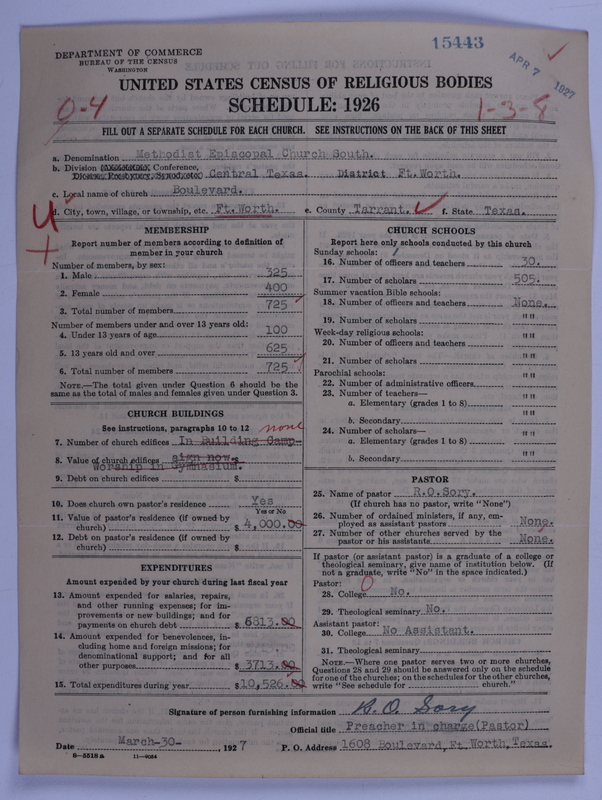 15443
DEPARTMENT OF COMMERCE
BUREAU OF THE CENSUS
WASHINGTON
APR 7 1927
UNITED STATES CENSUS OF RELIGIOUS BODIES
SCHEDULE: 1926
0-4
1-3-8
FILL OUT A SEPARATE SCHEDULE FOR EACH CHURCH. SEE INSTRUCTIONS ON THE BACK OF THIS SHEET
a. Denomination Methodist Episcopal Church South.
b. Division Conference, Central Texas. District Ft.Worth.
Diocese, Presbytery, Synod, etc.)
c. Local name of church Boulevard.
d. City, town, village, or township, etc. Ft.Worth. e. County Tarrant. f. State Texas.
MEMBERSHIP
Report number of members according to definition of
member in your church
Number of members, by sex:
1. Male 325
2. Female 400
3. Total number of members 725
Number of members under and over 13 years old:
4. Under 13 years of age 100
5. 13 years old and over 625
6. Total number of members 725
NOTE.—The total given under Question 6 should be the
same as the total of males and females given under Question 3.
CHURCH BUILDINGS
See instructions, paragraphs 10 to 12
none
7. Number of church edifices In Building Camp-
8. Value of church edifices aign now.
Worship in Gymnasium.
9. Debt on church edifices $
10. Does church own pastor's residence Yes
Yes or No
11. Value of pastor's residence (if owned by
church) $ 4,000.00
12. Debt on pastor's residence (if owned by
church) $
EXPENDITURES
Amount expended by your church during last fiscal year
13. Amount expended for salaries, repairs,
and other running expenses; for im-
provements or new buildings; and for
payments on church debt $ 6813.00
14. Amount expended for benevolences, in-
cluding home and foreign missions; for
denominational support; and for all
other purposes $ 3713.00
15. Total expenditures during year $ 10,526.00
CHURCH SCHOOLS
Report here only schools conducted by this church
Sunday schools:
16. Number of officers and teachers 30.
17. Number of scholars 505.
Summer vacation Bible schools:
18. Number of officers and teachers None.
19. Number of scholars " "
Week-day religious schools:
20. Number of officers and teachers " "
21. Number of scholars " "
Parochial schools:
22. Number of administrative officers " "
23. Number of teachers—
a. Elementary (grades 1 to 8) " "
b. Secondary " "
24. Number of scholars—
a. Elementary (grades 1 to 8) " "
b. Secondary " "
PASTOR
25. Name of pastor R.O.Sory.
(If church has no pastor, write "None")
26. Number of ordained ministers, if any, em-
ployed as assistant pastors None.
27. Number of other churches served by the
pastor or his assistants None.
If pastor (or assistant pastor) is a graduate of a college or
theological seminary, give name of institution below. (If
not a graduate, write "No" in the space indicated.)
Pastor: 0
28. College No.
29. Theological seminary No.
Assistant pastor:
30. College No Assistant.
31. Theological seminary
NOTE.—Where one pastor serves two or more churches,
Questions 28 and 29 should be answered only on the schedule
for one of the churches; on the schedules for the other churches,
write "See schedule for church."
Signature of person furnishing information R. O. Sory
Official title Preacher in charge(Pastor)
Date March-30- , 1927 P. O. Address 1608 Boulevard, Ft.Worth,Texas.
8—5518a 11—9084